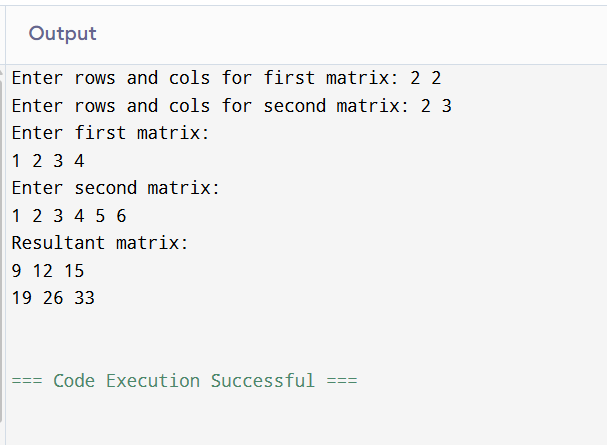 Output
Enter rows and cols for first matrix: 2 2
Enter rows and cols for second matrix: 2 3
Enter first matrix:
1 2 3 4
Enter second matrix:
1 2 3 4 5 6
Resultant matrix:
9 12 15
19 26 33
=== Code Execution Successful ===